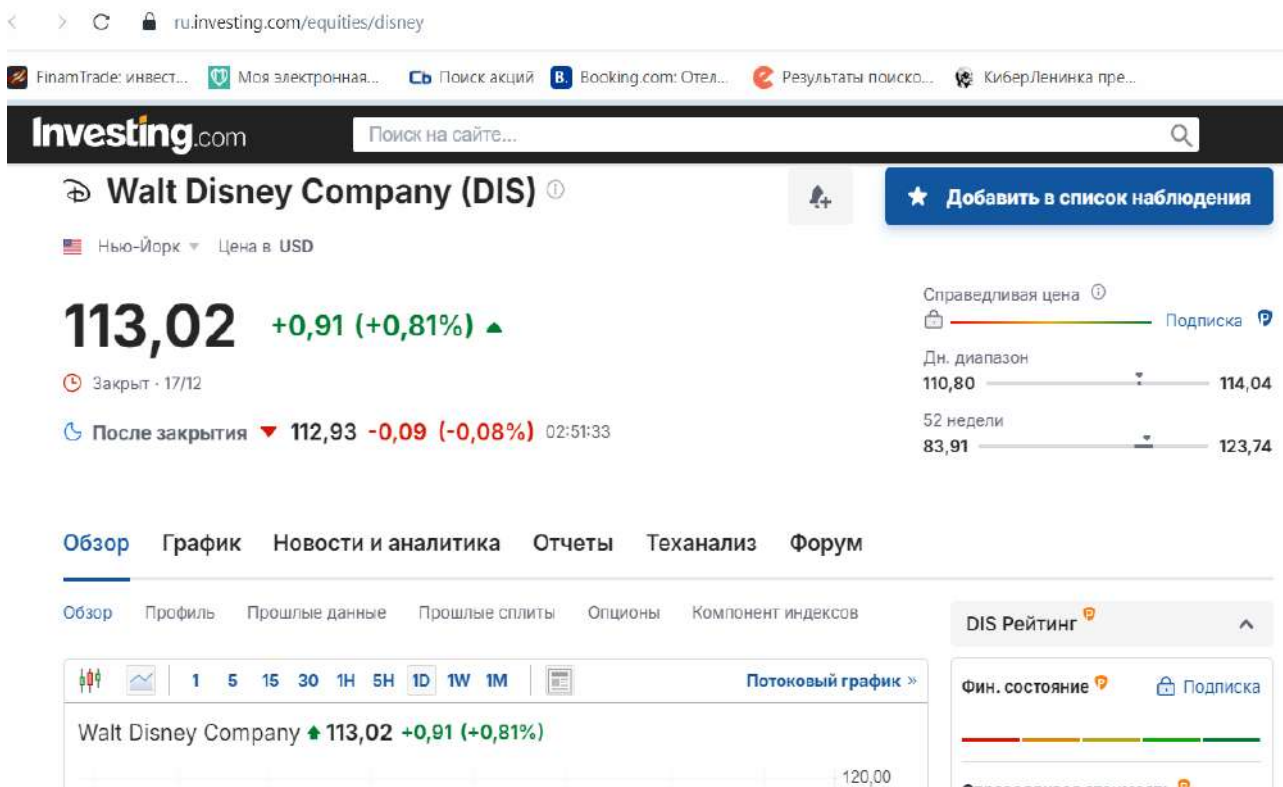 ru.investing.com/equities/disney
FinamTrade: инвест... Моя электронная... Сb Поиск акций B. Booking.com: Отел... Результаты поиско... КиберЛенинка пре...
Investing.com Поиск на сайте...
Walt Disney Company (DIS) Добавить в список наблюдения
Нью-Йорк Цена в USD
Справедливая цена
Подписка
113,02 +0,91 (+0,81%)
Дн. диапазон
110,80 114,04
Закрыт · 17/12
52 недели
83,91 123,74
После закрытия 112,93 -0,09 (-0,08%) 02:51:33
Обзор График Новости и аналитика Отчеты Теханализ Форум
Обзор Профиль Прошлые данные Прошлые сплиты Опционы Компонент индексов
DIS Рейтинг
1 5 15 30 1H 5H 1D 1W 1M Потоковый график »
Фин. состояние Подписка
Walt Disney Company 113,02 +0,91 (+0,81%)
120,00